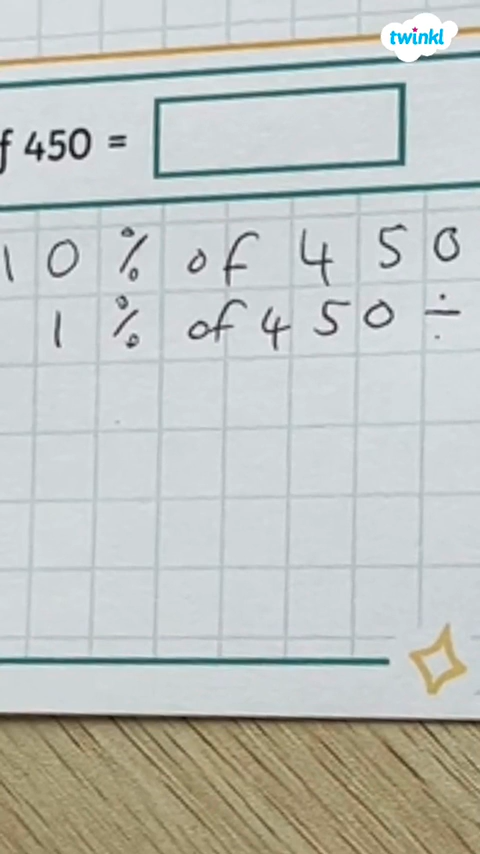 twinkl
f 450 =
10% of 450
1% of 450 ÷